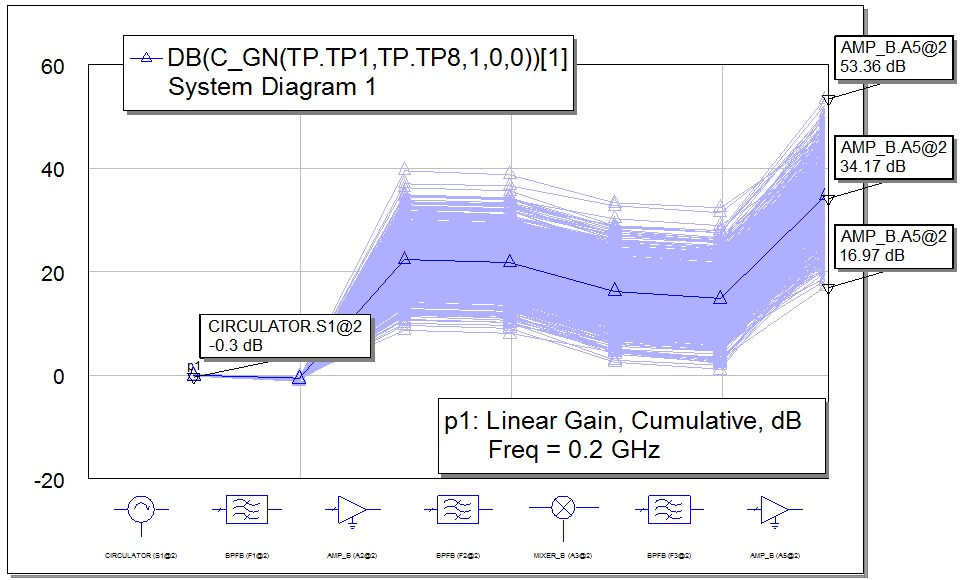 DB(C_GN(TP.TP1,TP.TP8,1,0,0))[1]
System Diagram 1
AMP_B.A5@2
53.36 dB
AMP_B.A5@2
34.17 dB
AMP_B.A5@2
16.97 dB
60
40
20
0
-20
CIRCULATOR.S1@2
-0.3 dB
p1
p1: Linear Gain, Cumulative, dB
Freq = 0.2 GHz
CIRCULATOR (S1@2)
BPFB (F1@2)
AMP_B (A2@2)
BPFB (F2@2)
MIXER_B (A3@2)
BPFB (F3@2)
AMP_B (A5@2)